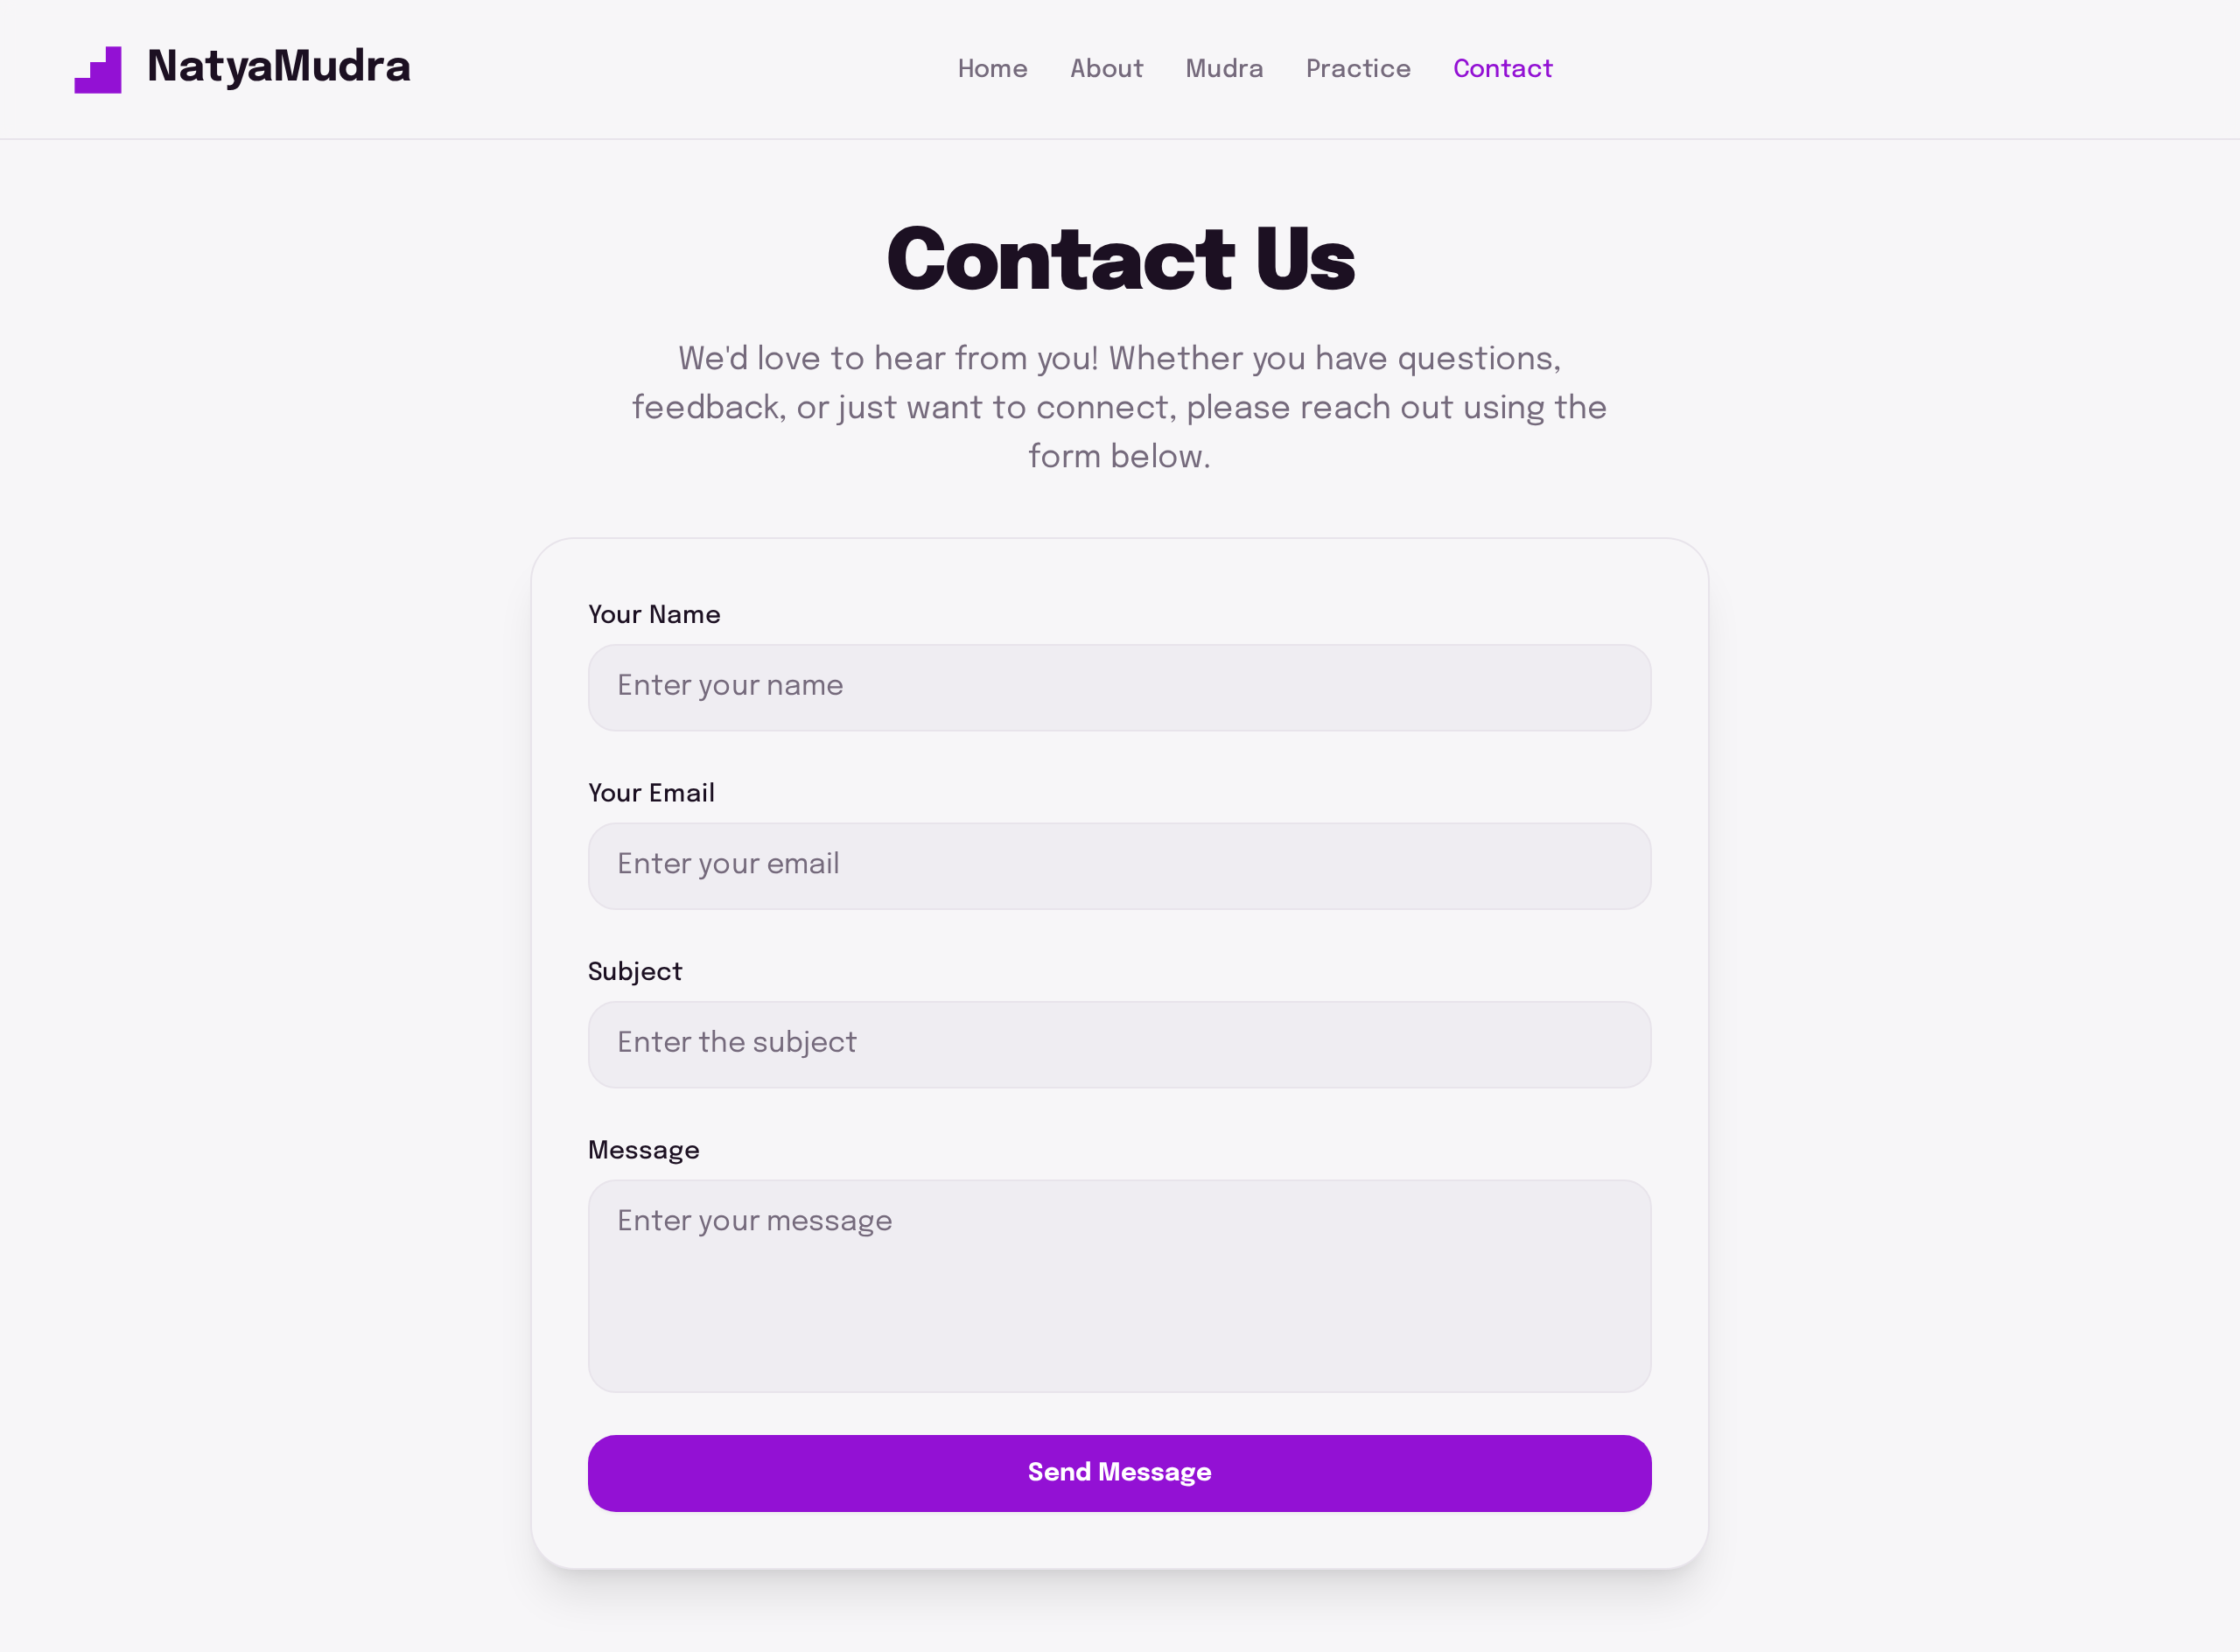 NatyaMudra
Home About Mudra Practice Contact
Contact Us
We'd love to hear from you! Whether you have questions,
feedback, or just want to connect, please reach out using the
form below.
Your Name
Enter your name
Your Email
Enter your email
Subject
Enter the subject
Message
Enter your message
Send Message